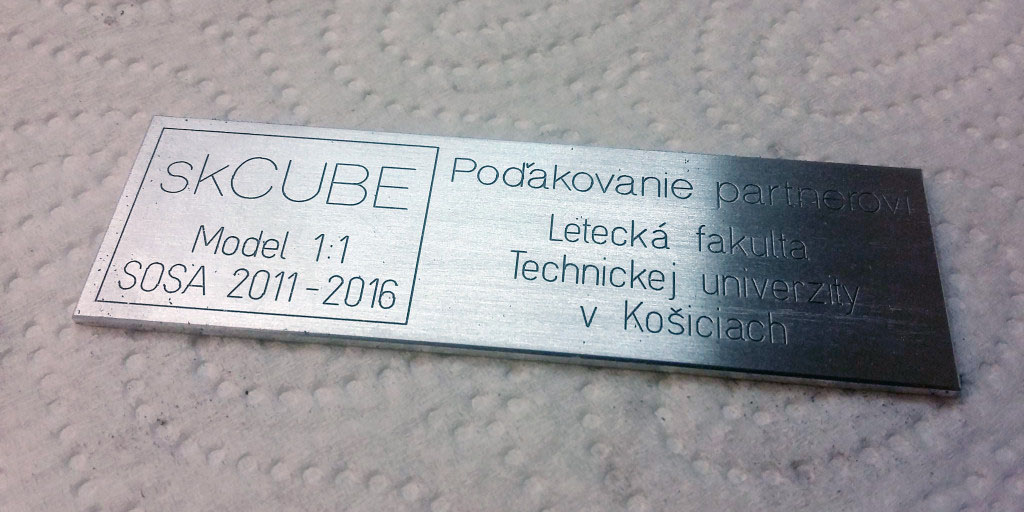 skCUBE
Model 1:1
SOSA 2011-2016
Poďakovanie partnerovi
Letecká fakulta
Technickej univerzity
v Košiciach